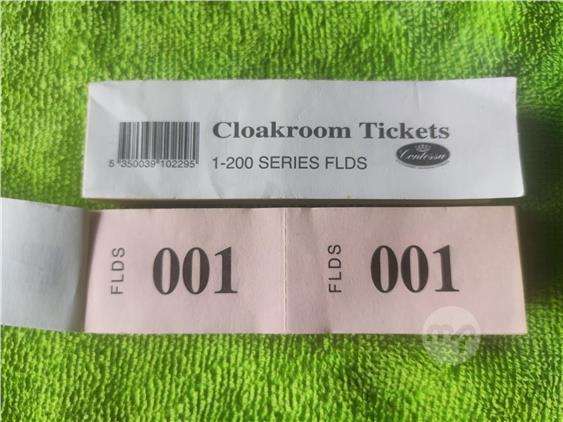 Cloakroom Tickets
5 350039 102295
1-200 SERIES FLDS
Contessa
FLDS 001
FLDS 001